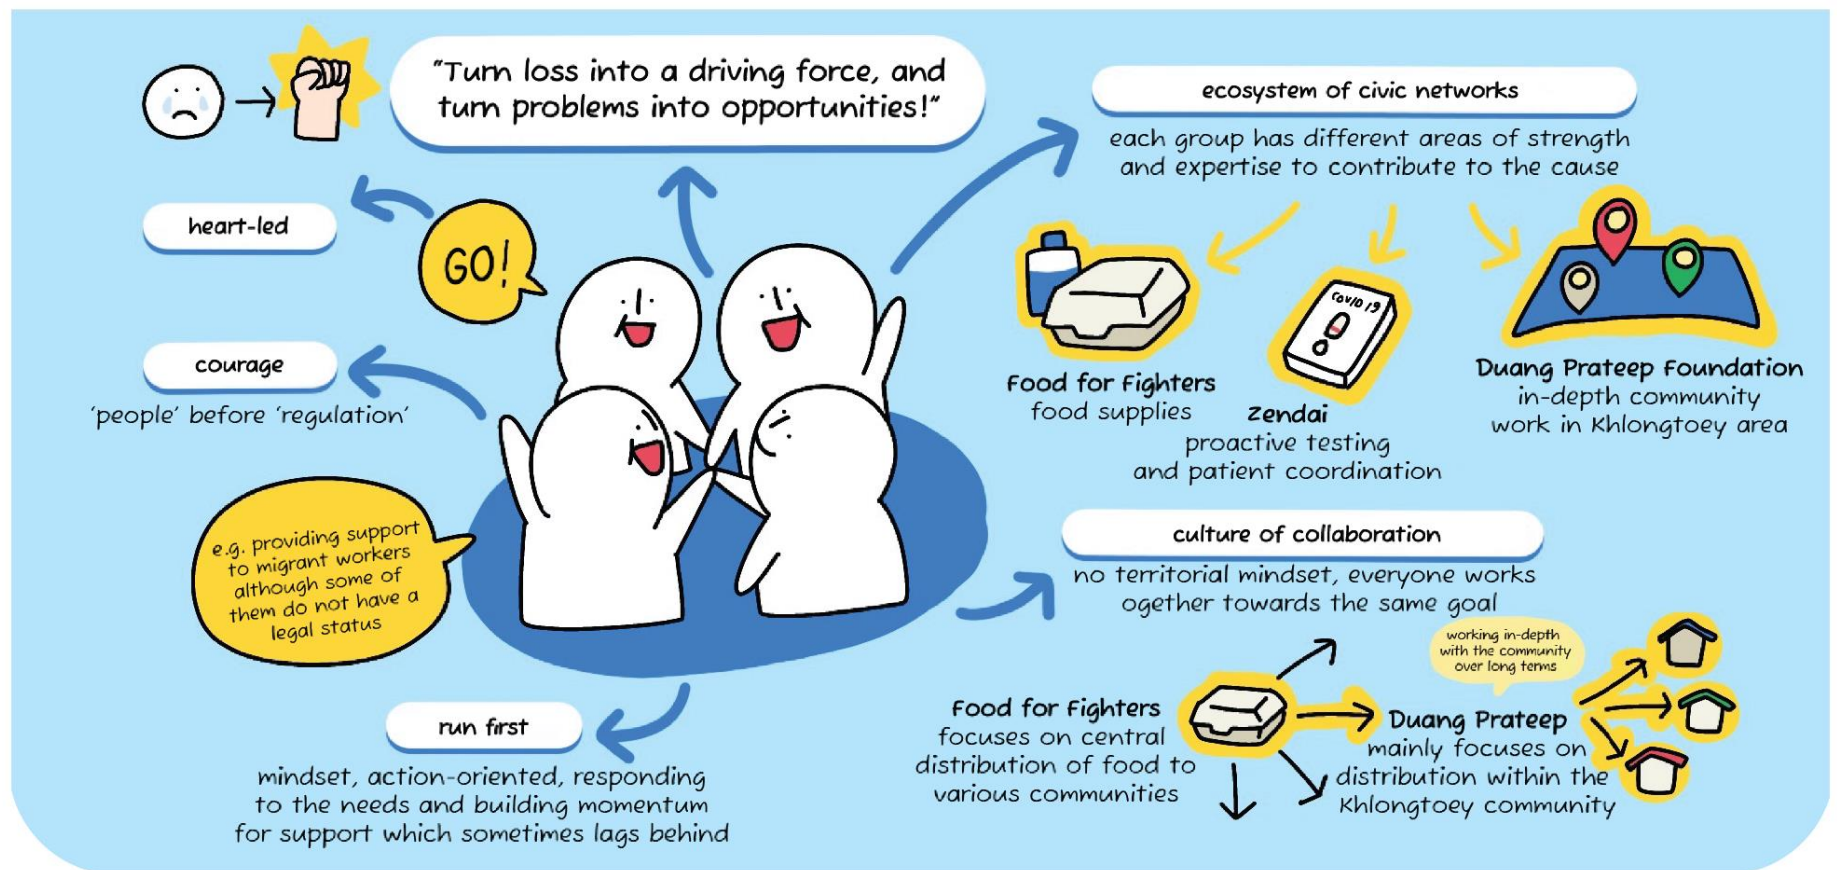 "Turn loss into a driving force, and
turn problems into opportunities!"
heart-led
GO!
courage
'people' before 'regulation'
e.g. providing support
to migrant workers
although some of
them do not have a
legal status
run first
mindset, action-oriented, responding
to the needs and building momentum
for support which sometimes lags behind
ecosystem of civic networks
each group has different areas of strength
and expertise to contribute to the cause
Food for Fighters
food supplies
COVID 19
Zendai
proactive testing
and patient coordination
Duang Prateep Foundation
in-depth community
work in Khlongtoey area
culture of collaboration
no territorial mindset, everyone works
ogether towards the same goal
working in-depth
with the community
over long terms
Food for Fighters
focuses on central
distribution of food to
various communities
Duang Prateep
mainly focuses on
distribution within the
Khlongtoey community